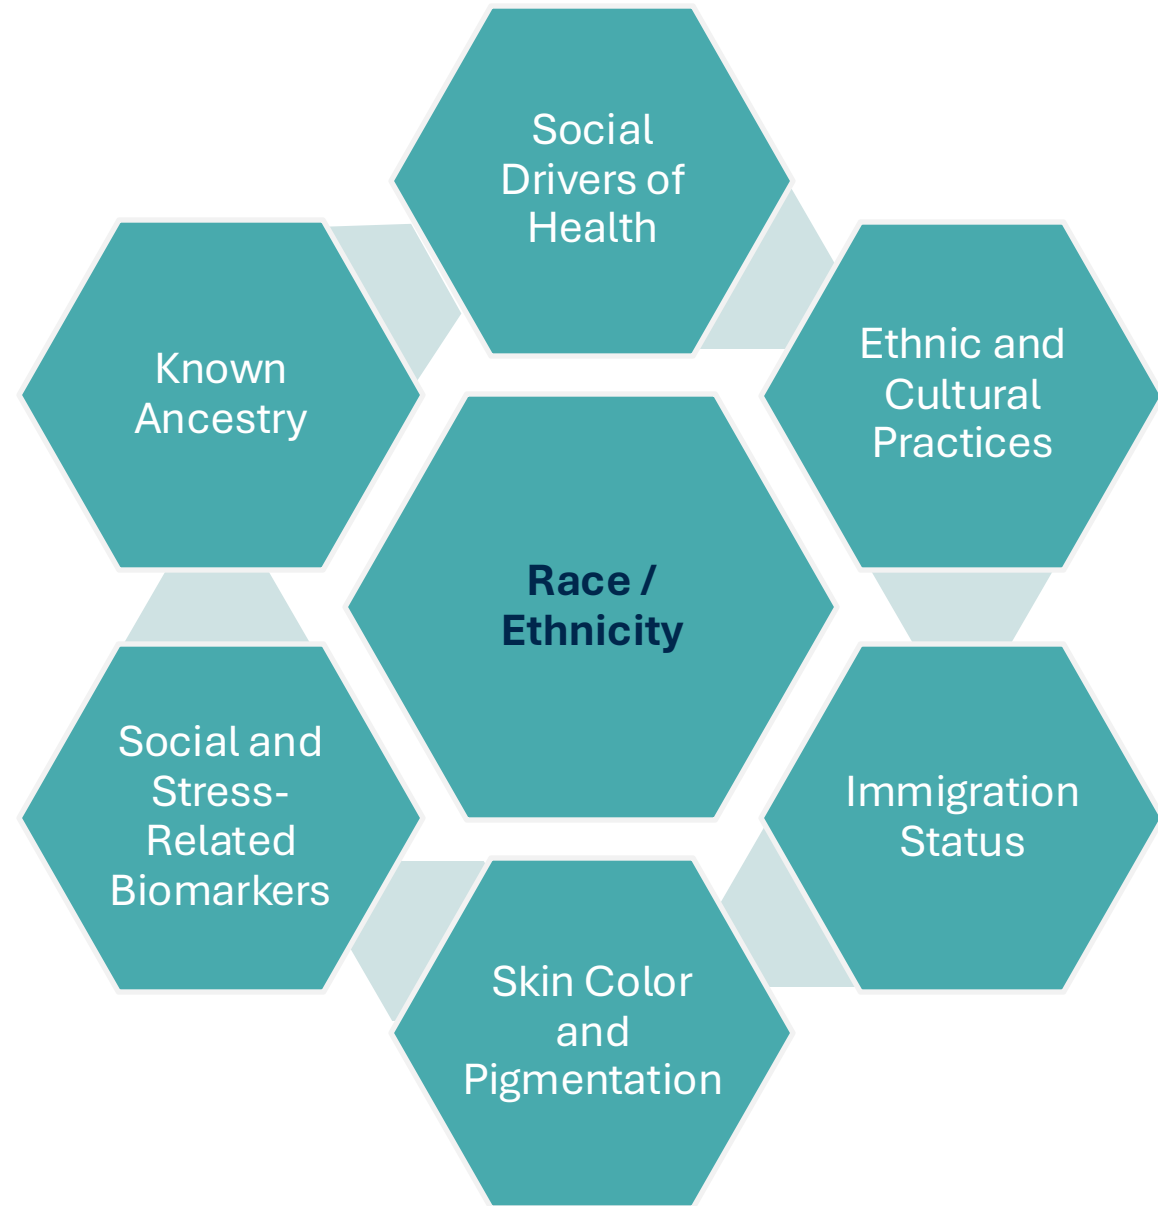 Social
Drivers of
Health
Ethnic and
Cultural
Practices
Known
Ancestry
Race /
Ethnicity
Social and
Stress-
Related
Biomarkers
Immigration
Status
Skin Color
and
Pigmentation